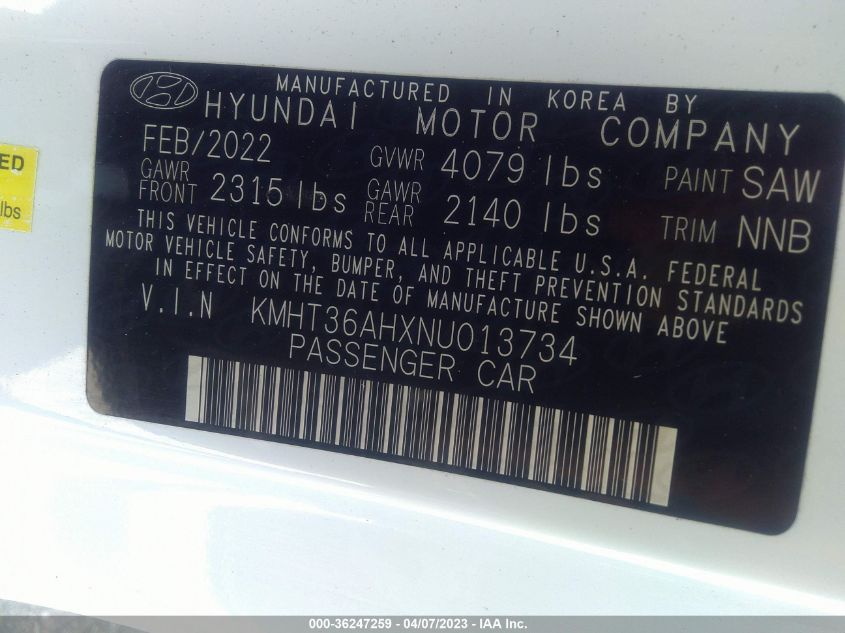 MANUFACTURED IN KOREA BY
HYUNDAI MOTOR COMPANY
FEB/2022 GVWR 4079 lbs PAINT SAW
GAWR FRONT 2315 lbs GAWR REAR 2140 lbs TRIM NNB
THIS VEHICLE CONFORMS TO ALL APPLICABLE U.S.A. FEDERAL
MOTOR VEHICLE SAFETY, BUMPER, AND THEFT PREVENTION STANDARDS
IN EFFECT ON THE DATE OF MANUFACTURE SHOWN ABOVE
V.I.N KMHT36AHXNU013734
PASSENGER CAR
ED
lbs
000-36247259 - 04/07/2023 - IAA Inc.